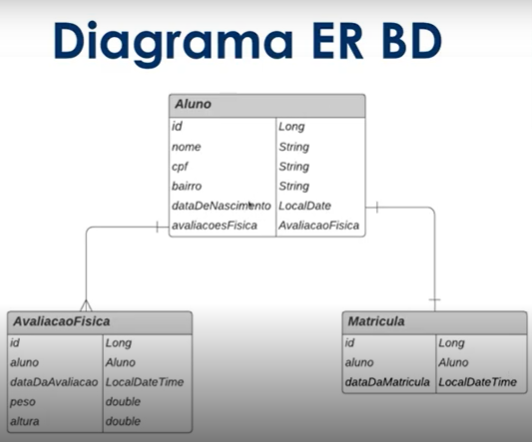 Diagrama ER BD
Aluno
id Long
nome String
cpf String
bairro String
dataDeNascimento LocalDate
avaliacoesFisica AvaliacaoFisica
AvaliacaoFisica
id Long
aluno Aluno
dataDaAvaliacao LocalDateTime
peso double
altura double
Matricula
id Long
aluno Aluno
dataDaMatricula LocalDateTime